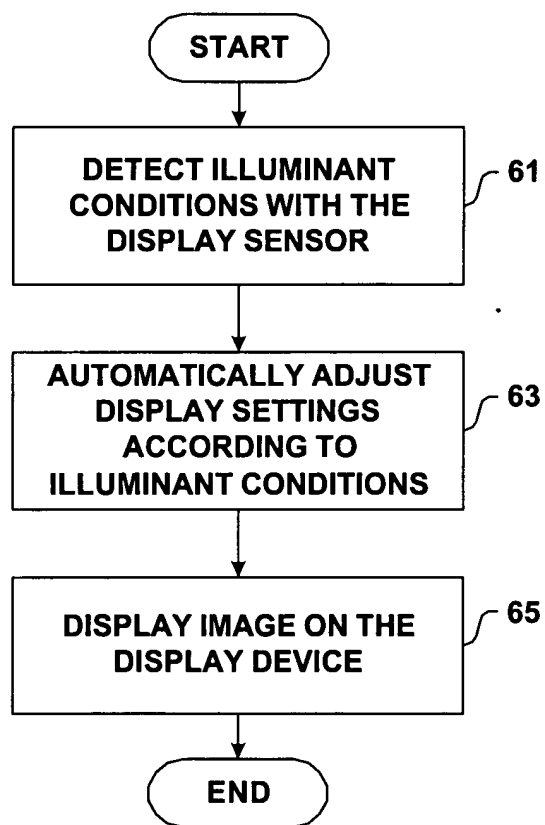 START
DETECT ILLUMINANT
CONDITIONS WITH THE
DISPLAY SENSOR
61
AUTOMATICALLY ADJUST
DISPLAY SETTINGS
ACCORDING TO
ILLUMINANT CONDITIONS
63
DISPLAY IMAGE ON THE
DISPLAY DEVICE
65
END